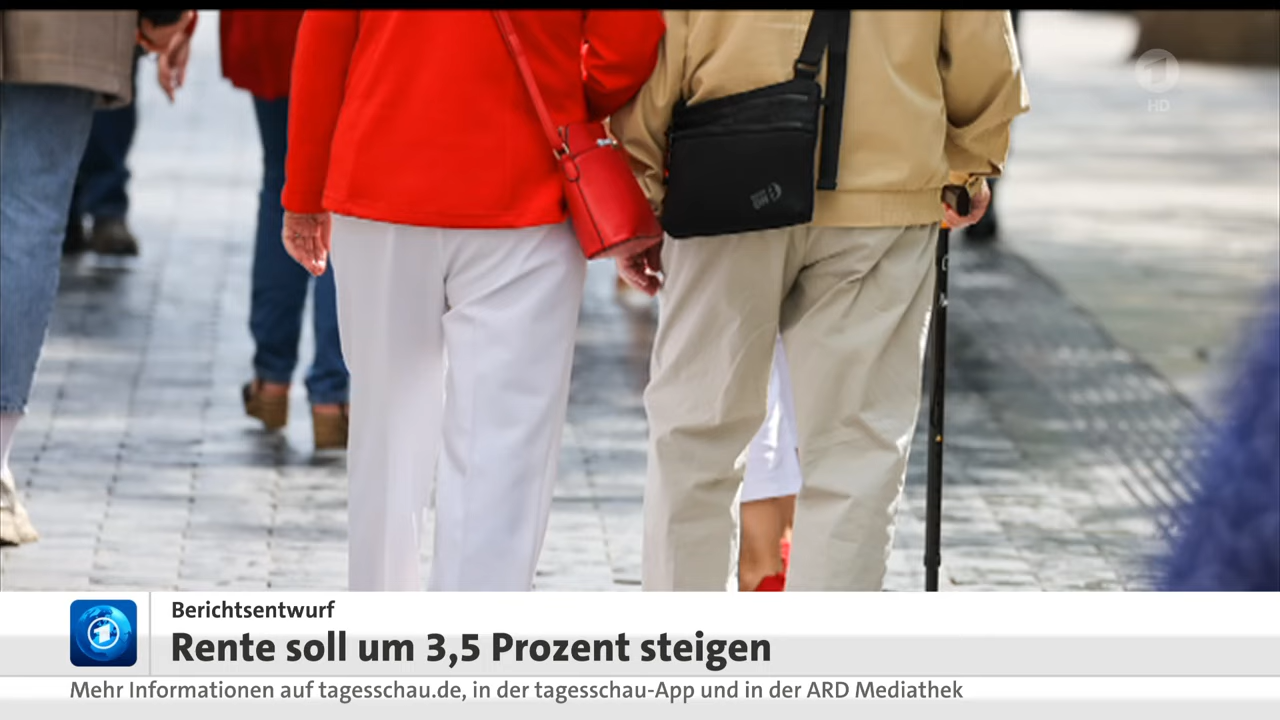 HD
Berichtsentwurf
Rente soll um 3,5 Prozent steigen
Mehr Informationen auf tagesschau.de, in der tagesschau-App und in der ARD Mediathek